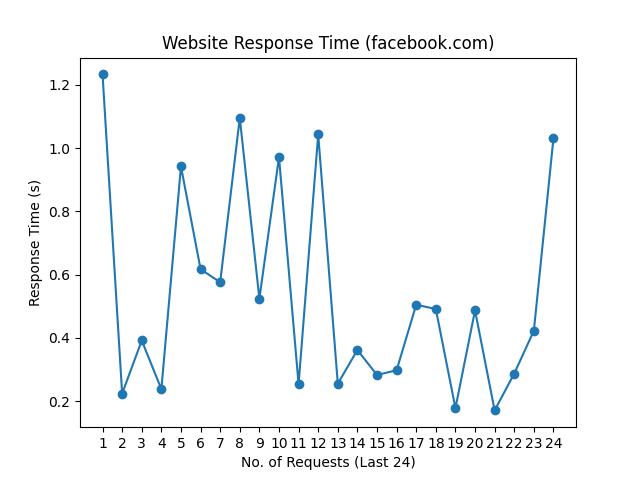 Website Response Time (facebook.com)
Response Time (s)
1.2
1.0
0.8
0.6
0.4
0.2
1 2 3 4 5 6 7 8 9 10 11 12 13 14 15 16 17 18 19 20 21 22 23 24
No. of Requests (Last 24)